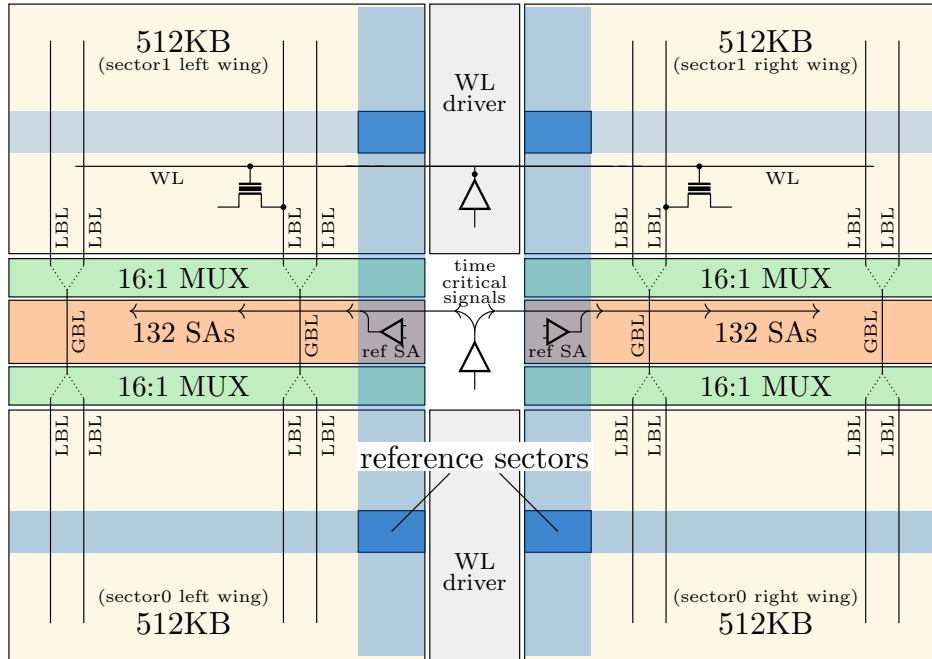 512KB
(sector1 left wing)
WL
driver
512KB
(sector1 right wing)
WL
WL
LBL
LBL
LBL
LBL
LBL
LBL
LBL
LBL
16:1 MUX
time
critical
signals
16:1 MUX
GBL
132 SAs
GBL
ref SA
ref SA
GBL
132 SAs
GBL
16:1 MUX
16:1 MUX
LBL
LBL
LBL
LBL
LBL
LBL
LBL
LBL
reference sectors
WL
driver
(sector0 left wing)
512KB
(sector0 right wing)
512KB